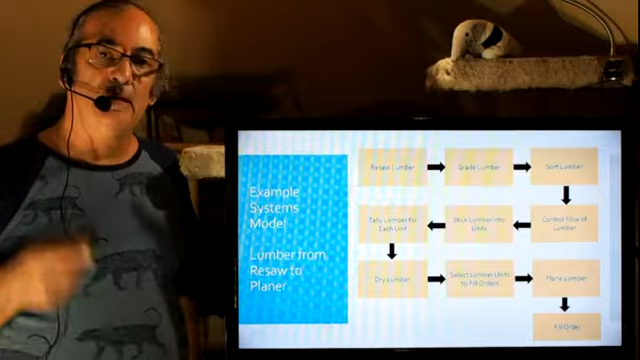 Example
Systems
Model
Lumber from
Resaw to
Planer
Resaw Lumber
Grade Lumber
Sort Lumber
Tally Lumber for
Each Unit
Stick Lumber into
Units
Control Flow of
Lumber
Dry Lumber
Select Lumber Units
to Fill Orders
Plane Lumber
Fill Order